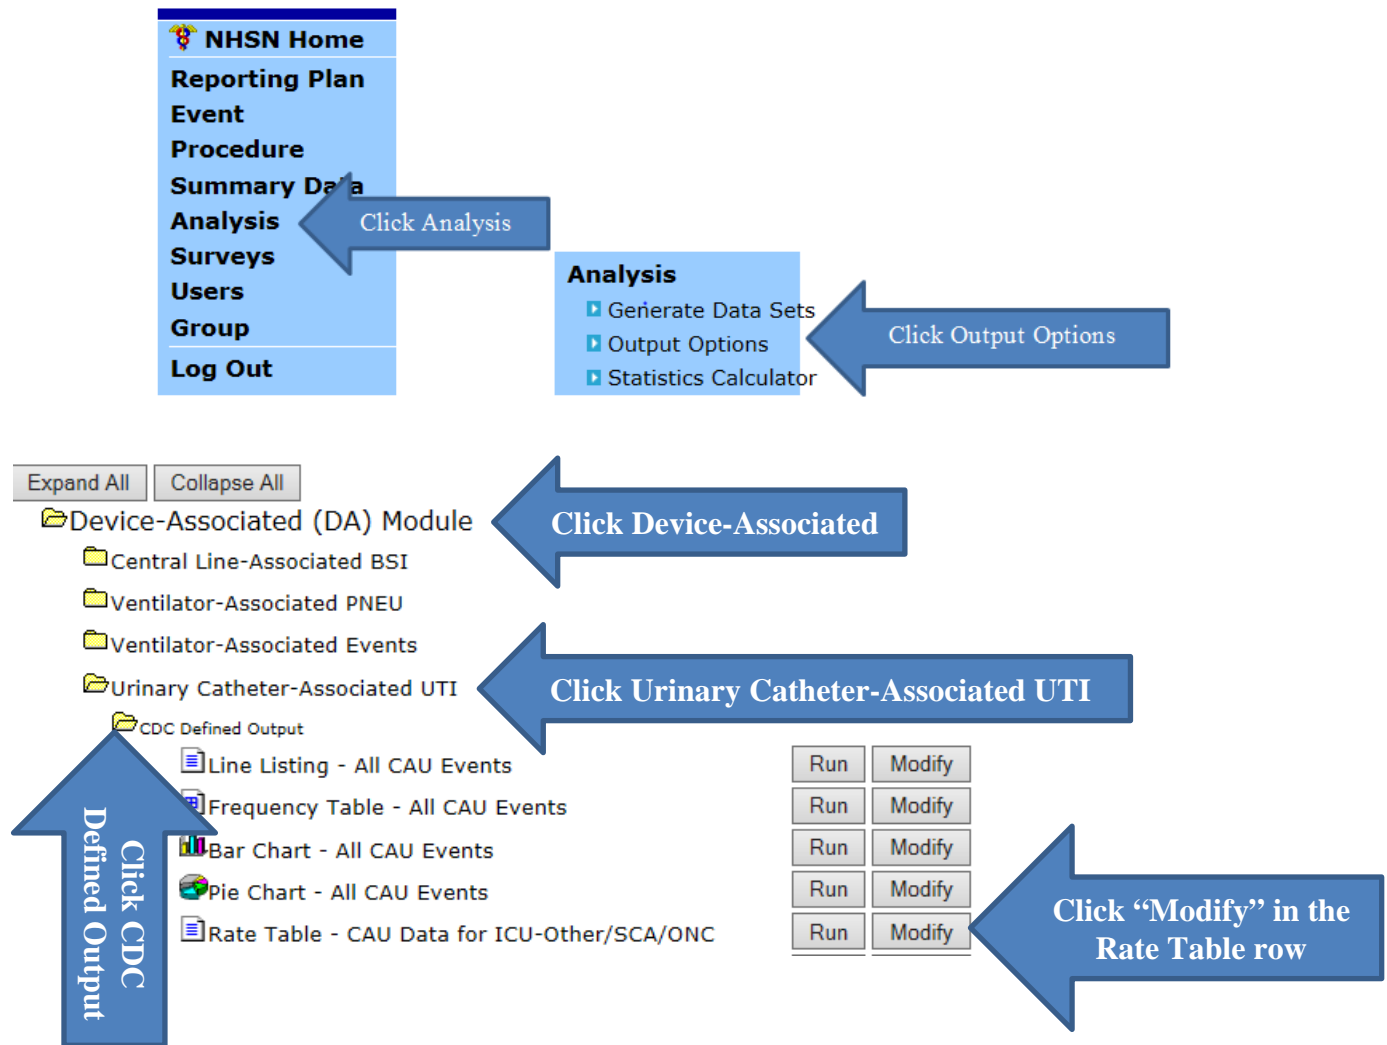 NHSN Home
Reporting Plan
Event
Procedure
Summary Data
Analysis
Surveys
Users
Group
Log Out
Click Analysis
Analysis
Generate Data Sets
Output Options
Statistics Calculator
Click Output Options
Expand All
Collapse All
Device-Associated (DA) Module
Click Device-Associated
Central Line-Associated BSI
Ventilator-Associated PNEU
Ventilator-Associated Events
Urinary Catheter-Associated UTI
Click Urinary Catheter-Associated UTI
CDC Defined Output
Line Listing - All CAU Events
Run Modify
Frequency Table - All CAU Events
Run Modify
Bar Chart - All CAU Events
Run Modify
Pie Chart - All CAU Events
Run Modify
Rate Table - CAU Data for ICU-Other/SCA/ONC
Run Modify
Click CDC
Defined Output
Click “Modify” in the
Rate Table row